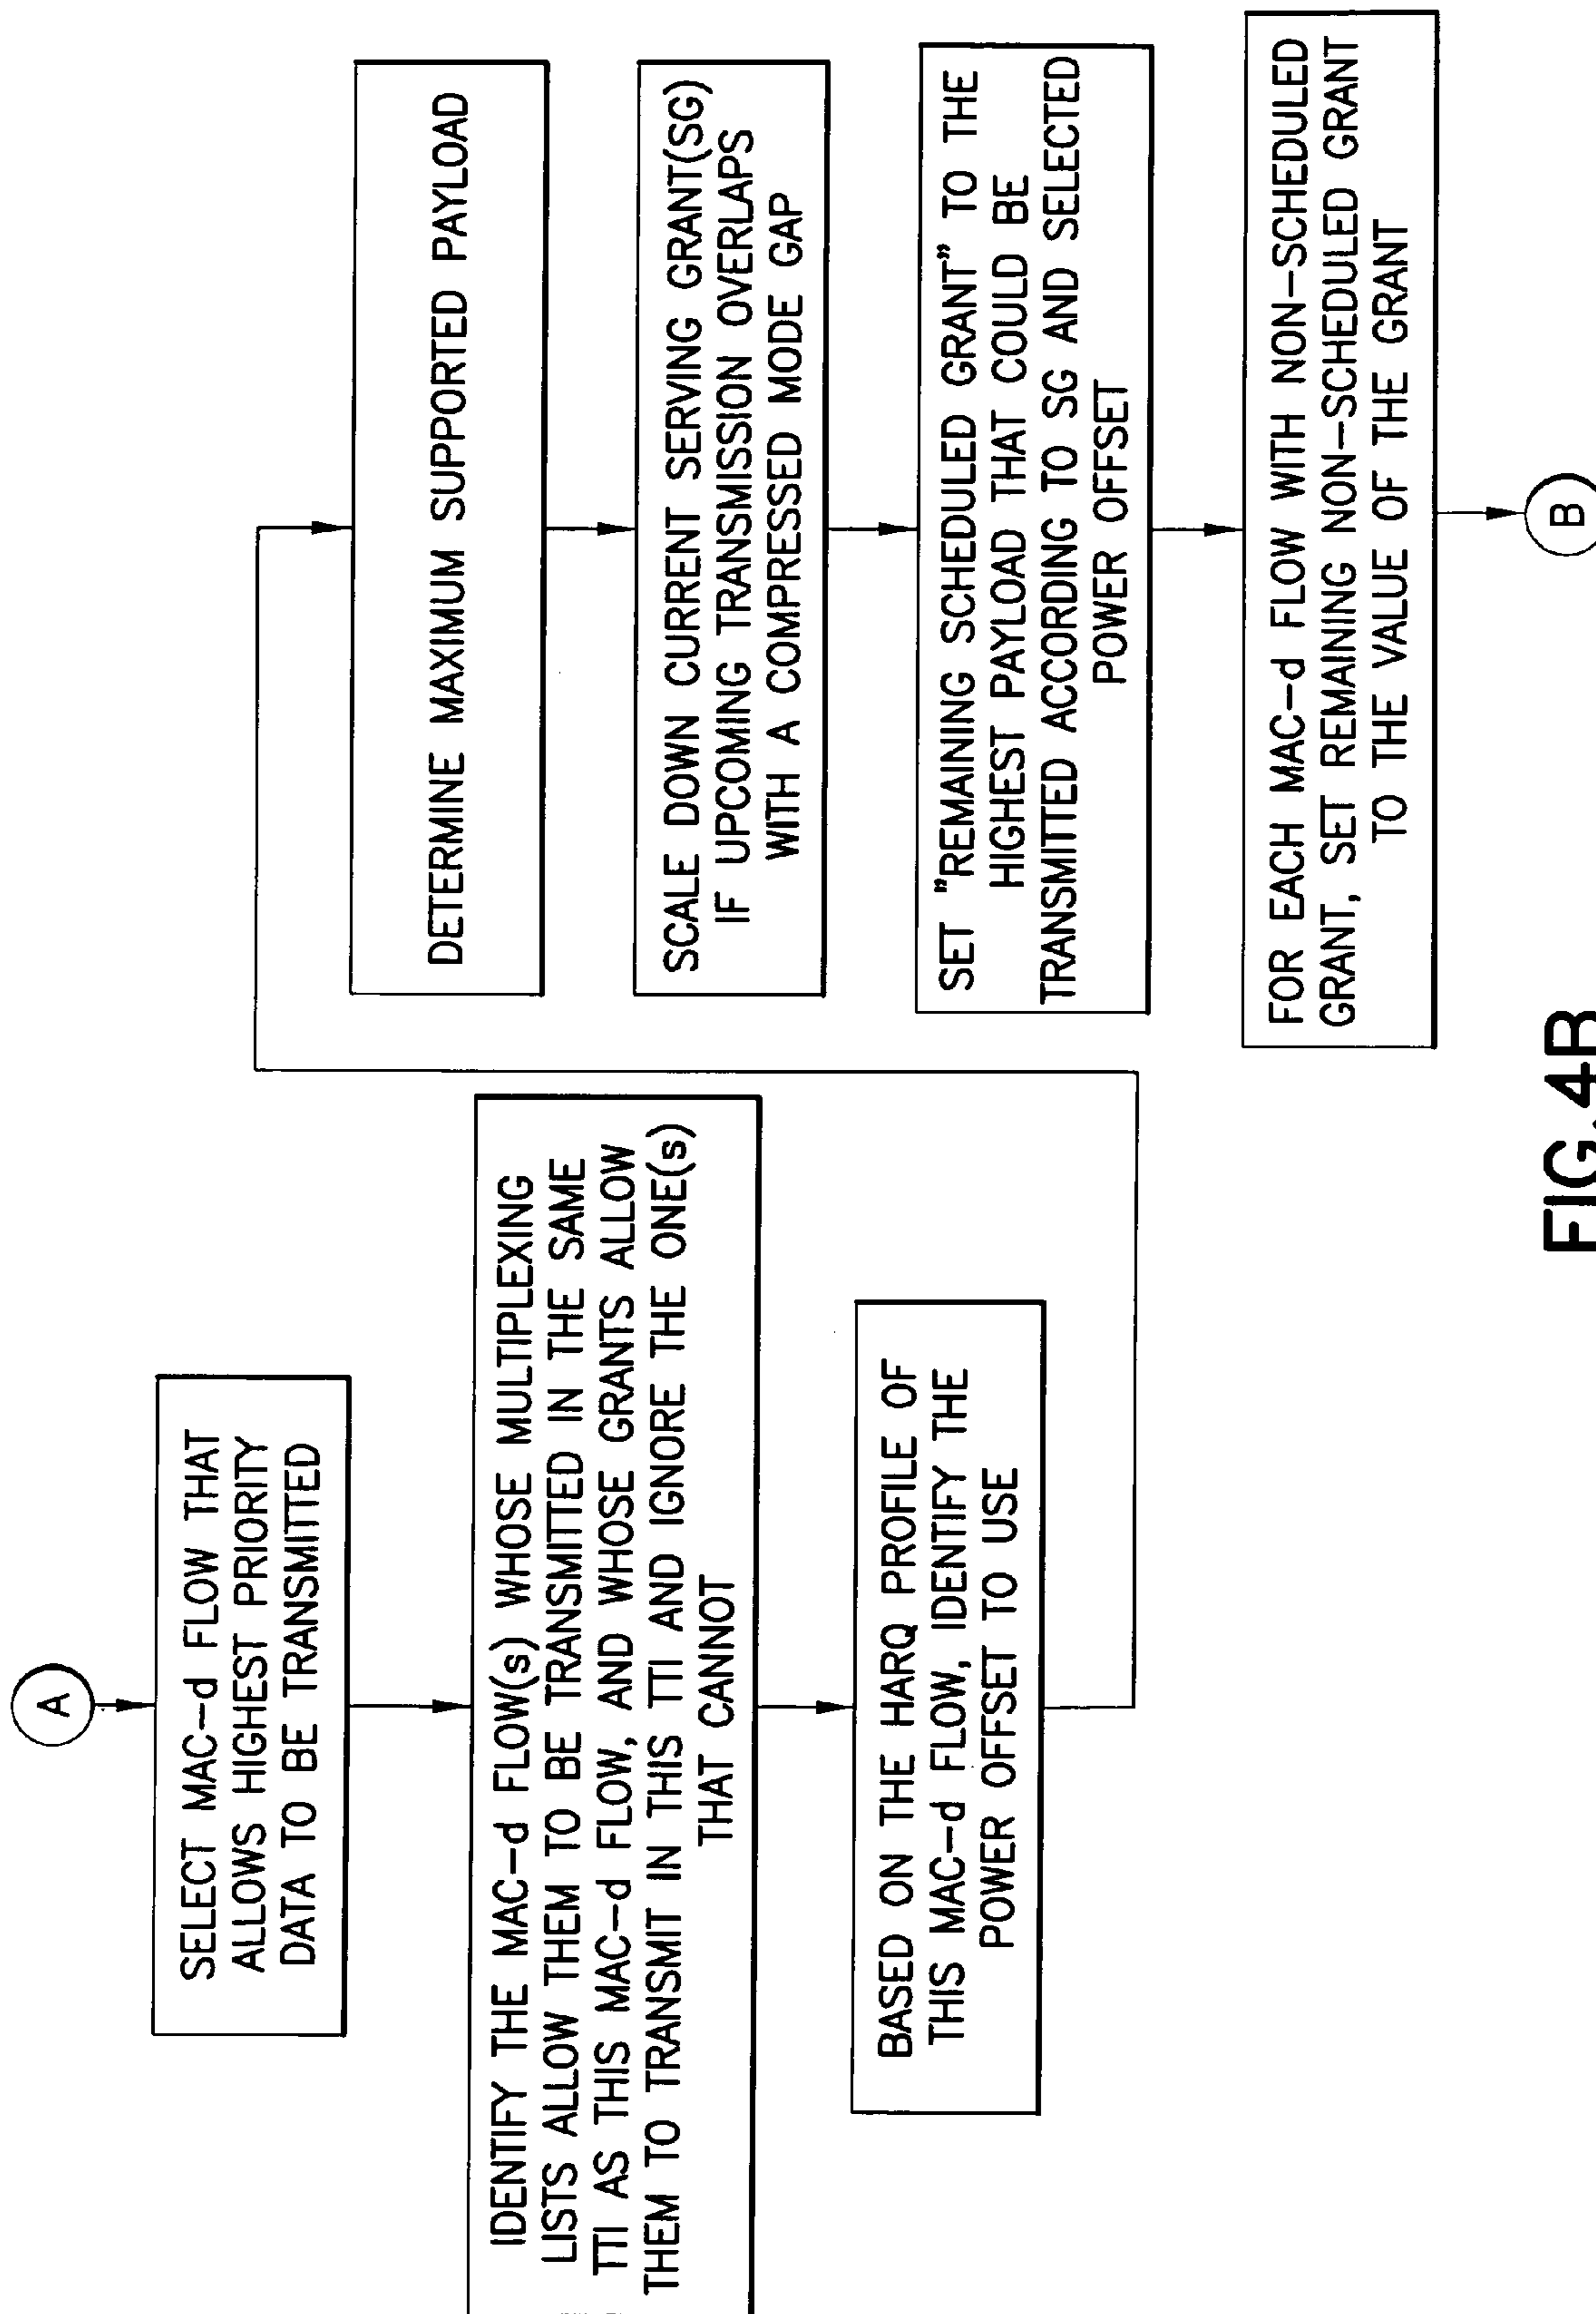 A
SELECT MAC-d FLOW THAT
ALLOWS HIGHEST PRIORITY
DATA TO BE TRANSMITTED
IDENTIFY THE MAC-d FLOW(s) WHOSE MULTIPLEXING
LISTS ALLOW THEM TO BE TRANSMITTED IN THE SAME
TTI AS THIS MAC-d FLOW, AND WHOSE GRANTS ALLOW
THEM TO TRANSMIT IN THIS TTI AND IGNORE THE ONE(s)
THAT CANNOT
BASED ON THE HARQ PROFILE OF
THIS MAC-d FLOW, IDENTIFY THE
POWER OFFSET TO USE
DETERMINE MAXIMUM SUPPORTED PAYLOAD
SCALE DOWN CURRENT SERVING GRANT(SG)
IF UPCOMING TRANSMISSION OVERLAPS
WITH A COMPRESSED MODE GAP
SET "REMAINING SCHEDULED GRANT" TO THE
HIGHEST PAYLOAD THAT COULD BE
TRANSMITTED ACCORDING TO SG AND SELECTED
POWER OFFSET
FOR EACH MAC-d FLOW WITH NON-SCHEDULED
GRANT, SET REMAINING NON-SCHEDULED GRANT
TO THE VALUE OF THE GRANT
B
FIG.4B